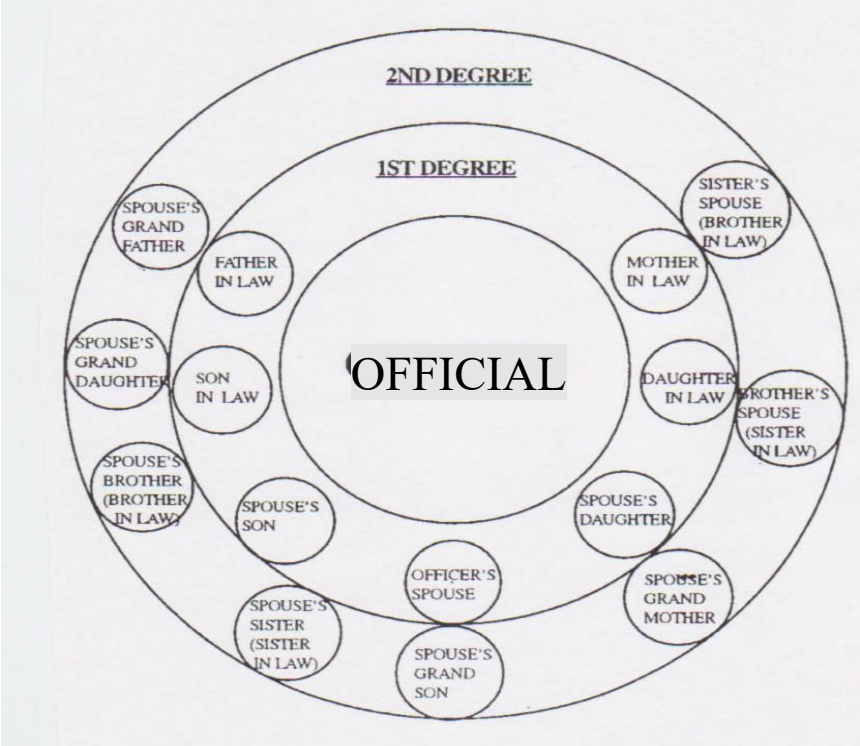 2ND DEGREE
1ST DEGREE
SISTER'S
SPOUSE
(BROTHER
IN LAW)
SPOUSE'S
GRAND
FATHER
FATHER
IN LAW
MOTHER
IN LAW
SPOUSE'S
GRAND
DAUGHTER
SON
IN LAW
OFFICIAL
DAUGHTER
IN LAW
BROTHER'S
SPOUSE
(SISTER
IN LAW)
SPOUSE'S
BROTHER
(BROTHER
IN LAW)
SPOUSE'S
SON
SPOUSE'S
DAUGHTER
OFFICER'S
SPOUSE
SPOUSE'S
GRAND
MOTHER
SPOUSE'S
SISTER
(SISTER
IN LAW)
SPOUSE'S
GRAND
SON